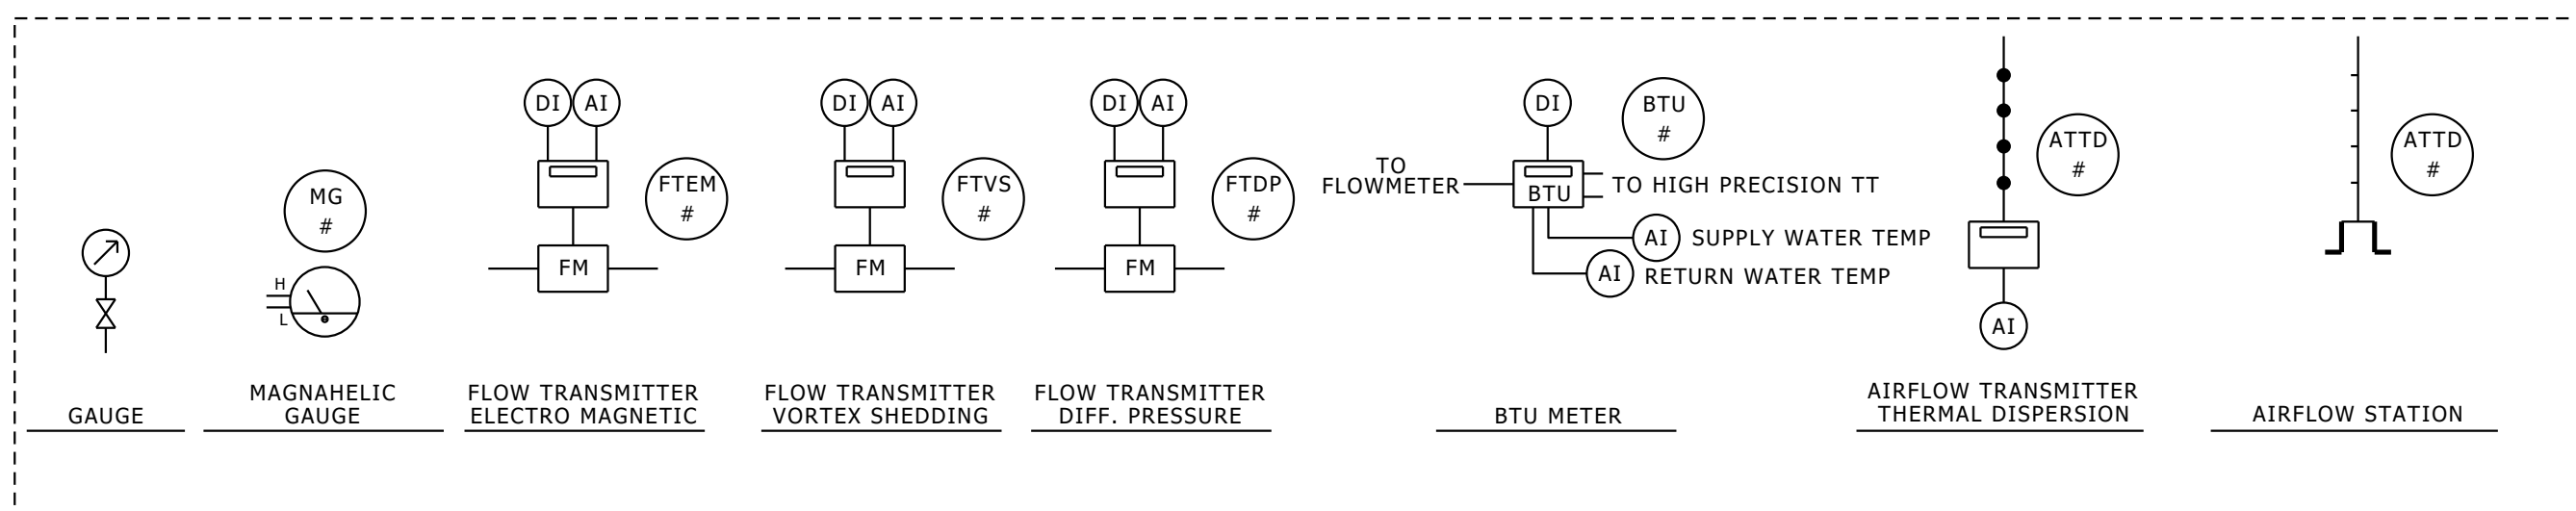 MG
#
H
L
MAGNAHELIC
GAUGE
GAUGE
DI AI
FTEM
#
FM
FLOW TRANSMITTER
ELECTRO MAGNETIC
DI AI
FTVS
#
FM
FLOW TRANSMITTER
VORTEX SHEDDING
DI AI
FTDP
#
FM
FLOW TRANSMITTER
DIFF. PRESSURE
DI
BTU
#
TO
FLOWMETER
BTU
TO HIGH PRECISION TT
AI SUPPLY WATER TEMP
AI RETURN WATER TEMP
BTU METER
ATTD
#
AI
AIRFLOW TRANSMITTER
THERMAL DISPERSION
ATTD
#
AIRFLOW STATION